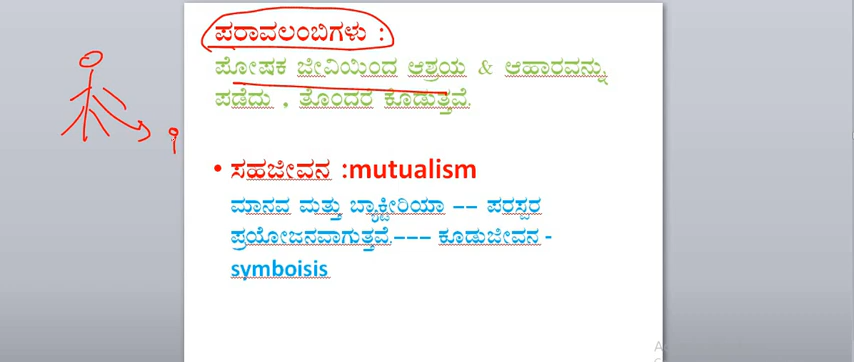 ಪರಾವಲಂಬಿಗಳು :
ಪೋಷಕ ಜೀವಿಯಿಂದ ಆಶ್ರಯ & ಆಹಾರವನ್ನು
ಪಡೆದು , ತೊಂದರೆ ಕೊಡುತ್ತವೆ.
• ಸಹಜೀವನ :mutualism
ಮಾನವ ಮತ್ತು ಬ್ಯಾಕ್ಟೀರಿಯಾ –– ಪರಸ್ಪರ
ಪ್ರಯೋಜನವಾಗುತ್ತವೆ.––– ಕೂಡುಜೀವನ -
symboisis